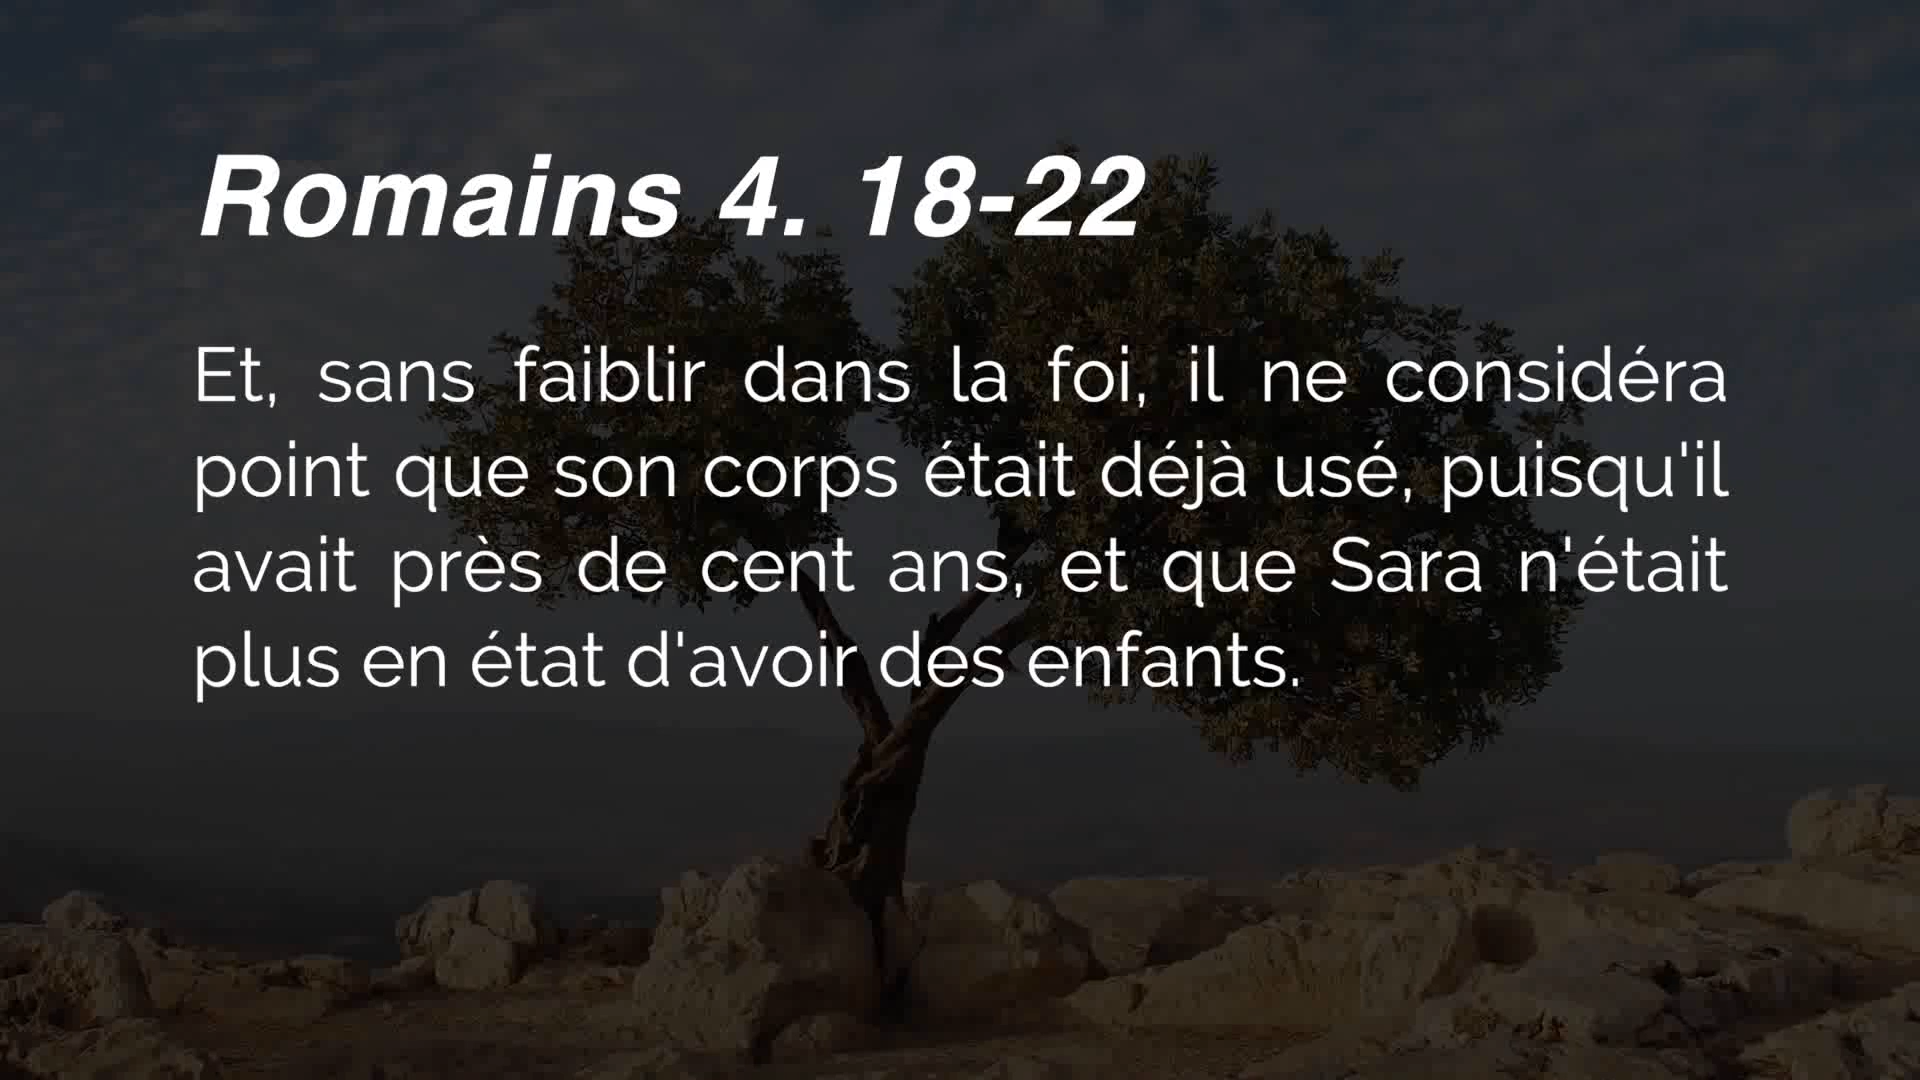 Romains 4. 18-22
Et, sans faiblir dans la foi, il ne considéra
point que son corps était déjà usé, puisqu'il
avait près de cent ans, et que Sara n'était
plus en état d'avoir des enfants.